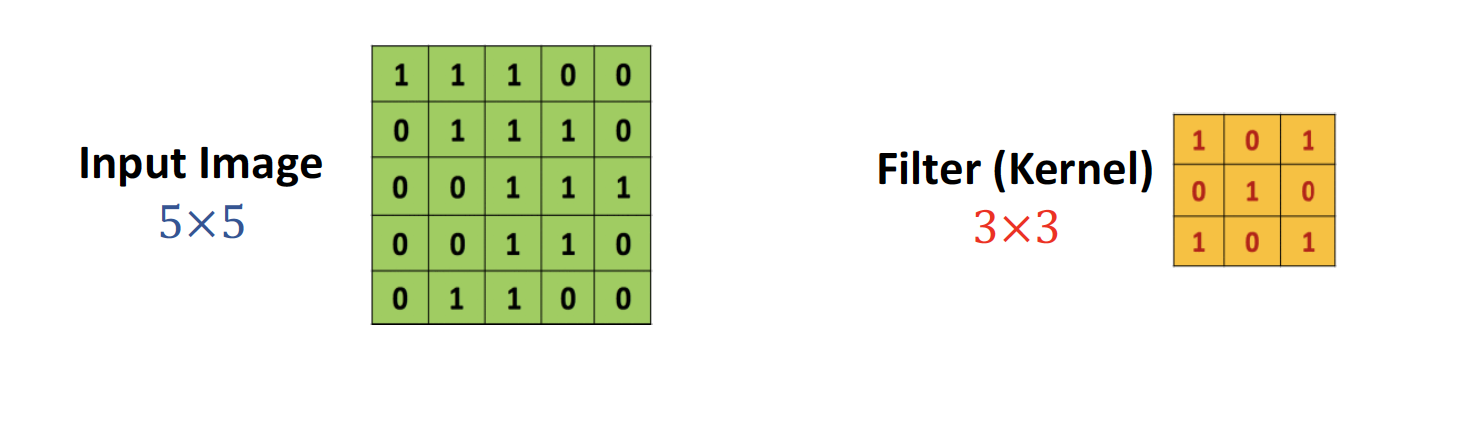 Input Image
5×5
1 1 1 0 0
0 1 1 1 0
0 0 1 1 1
0 0 1 1 0
0 1 1 0 0
Filter (Kernel)
3×3
1 0 1
0 1 0
1 0 1